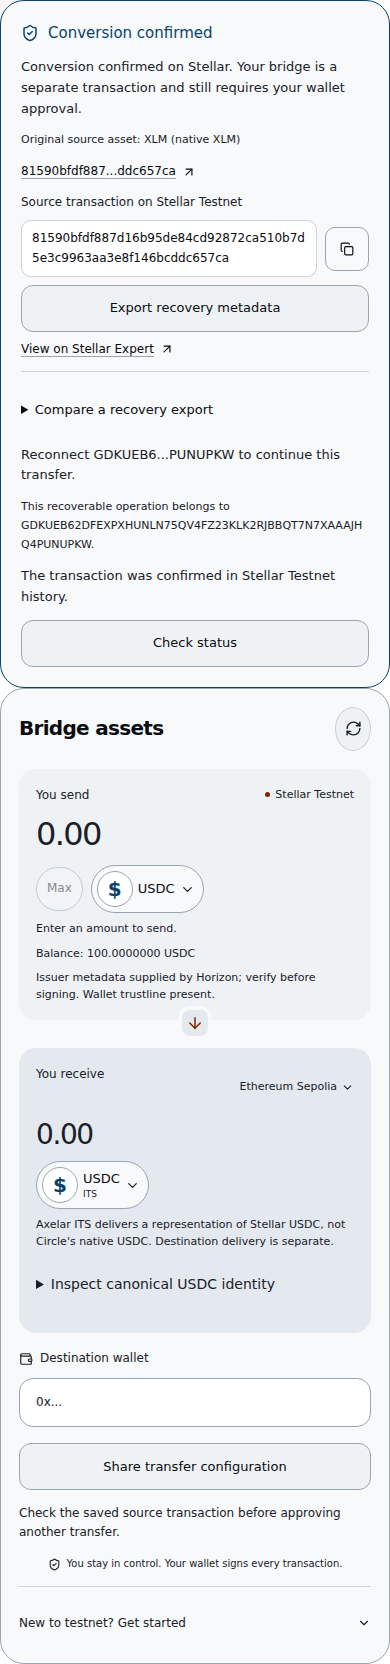 Conversion confirmed
Conversion confirmed on Stellar. Your bridge is a
separate transaction and still requires your wallet
approval.
Original source asset: XLM (native XLM)
81590bfdf887...ddc657ca
Source transaction on Stellar Testnet
81590bfdf887d16b95de84cd92872ca510b7d
5e3c9963aa3e8f146bcddc657ca
Export recovery metadata
View on Stellar Expert
Compare a recovery export
Reconnect GDKUEB6...PUNUPKW to continue this
transfer.
This recoverable operation belongs to
GDKUEB62DFEXPXHUNLN75QV4FZ23KLK2RJBBQT7N7XAAAJH
Q4PUNUPKW.
The transaction was confirmed in Stellar Testnet
history.
Check status
Bridge assets
You send
Stellar Testnet
0.00
Max
$
USDC
Enter an amount to send.
Balance: 100.0000000 USDC
Issuer metadata supplied by Horizon; verify before
signing. Wallet trustline present.
You receive
Ethereum Sepolia
0.00
$
USDC
ITS
Axelar ITS delivers a representation of Stellar USDC, not
Circle's native USDC. Destination delivery is separate.
Inspect canonical USDC identity
Destination wallet
0x...
Share transfer configuration
Check the saved source transaction before approving
another transfer.
You stay in control. Your wallet signs every transaction.
New to testnet? Get started